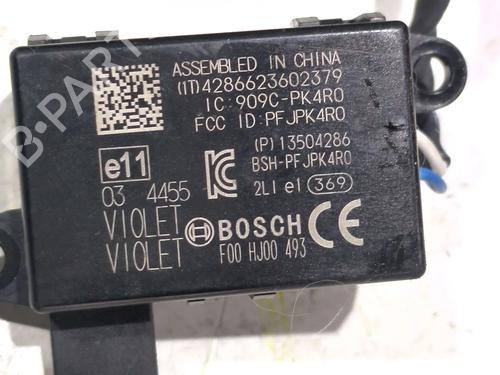 ASSEMBLED IN CHINA
(1T)4286623602379
IC:909C-PK4R0
FCC ID:PFJPK4R0
(P)13504286
e11
BSH-PFJPK4R0
03 4455
2LI e1 369
VIOLET
BOSCH CE
VIOLET
F00 HJ00 493
B-PARTS